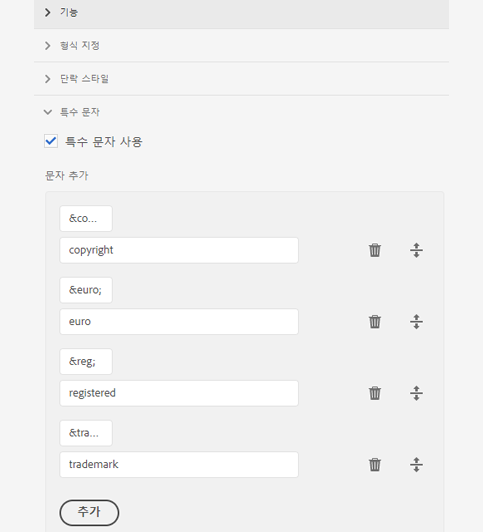 기능
형식 지정
단락 스타일
특수 문자
특수 문자 사용
문자 추가
&co...
copyright
&euro;
euro
&reg;
registered
&tra...
trademark
추가